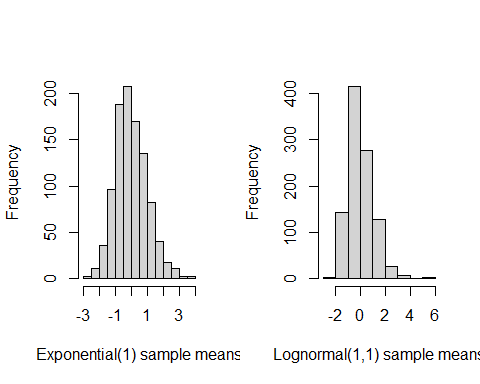 Frequency
200
150
100
50
0
-3 -1 1 3
Exponential(1) sample means
Frequency
400
300
200
100
0
-2 0 2 4 6
Lognormal(1,1) sample means